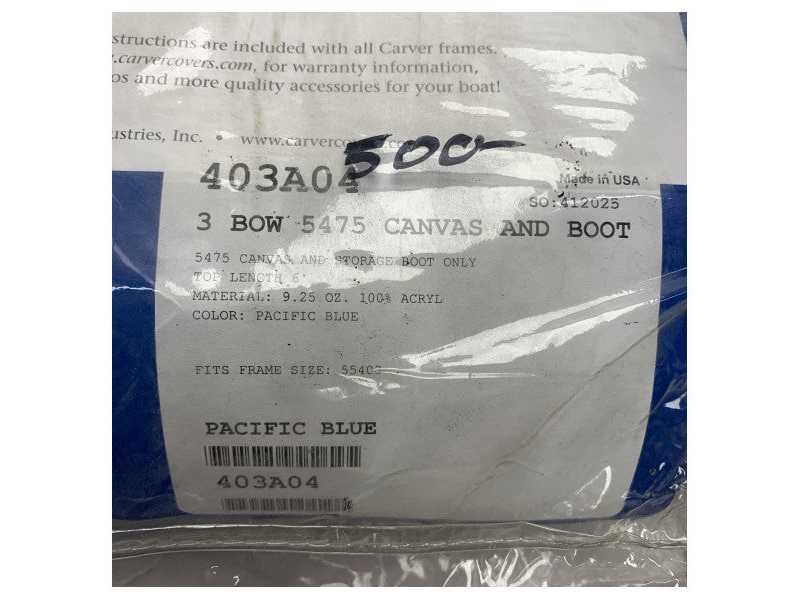 structions are included with all Carver frames.
.carvercovers.com, for warranty information,
os and more quality accessories for your boat!
ustries, Inc. • www.carverco
500-
403A04
Made in USA
SO:412025
3 BOW 5475 CANVAS AND BOOT
5475 CANVAS AND STORAGE BOOT ONLY
TOP LENGTH 6'
MATERIAL: 9.25 OZ. 100% ACRYL
COLOR: PACIFIC BLUE
FITS FRAME SIZE:
PACIFIC BLUE
403A04